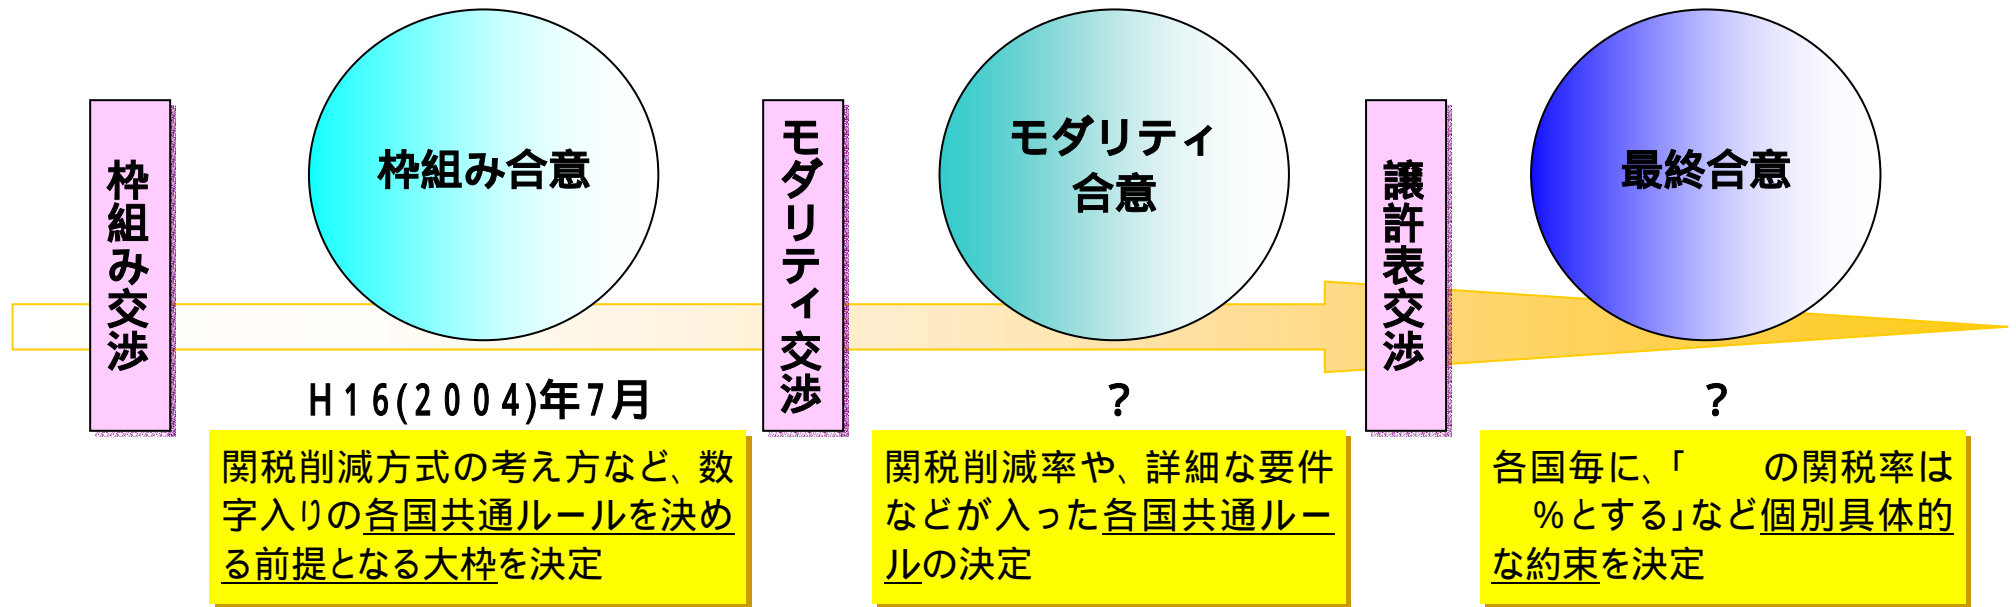 枠組み交渉
枠組み合意
H16(2004)年7月
関税削減方式の考え方など、数
字入りの各国共通ルールを決め
る前提となる大枠を決定
モダリティ交渉
モダリティ
合意
?
関税削減率や、詳細な要件
などが入った各国共通ルー
ルの決定
譲許表交渉
最終合意
?
各国毎に、「　　の関税率は
　%とする」など個別具体的
な約束を決定